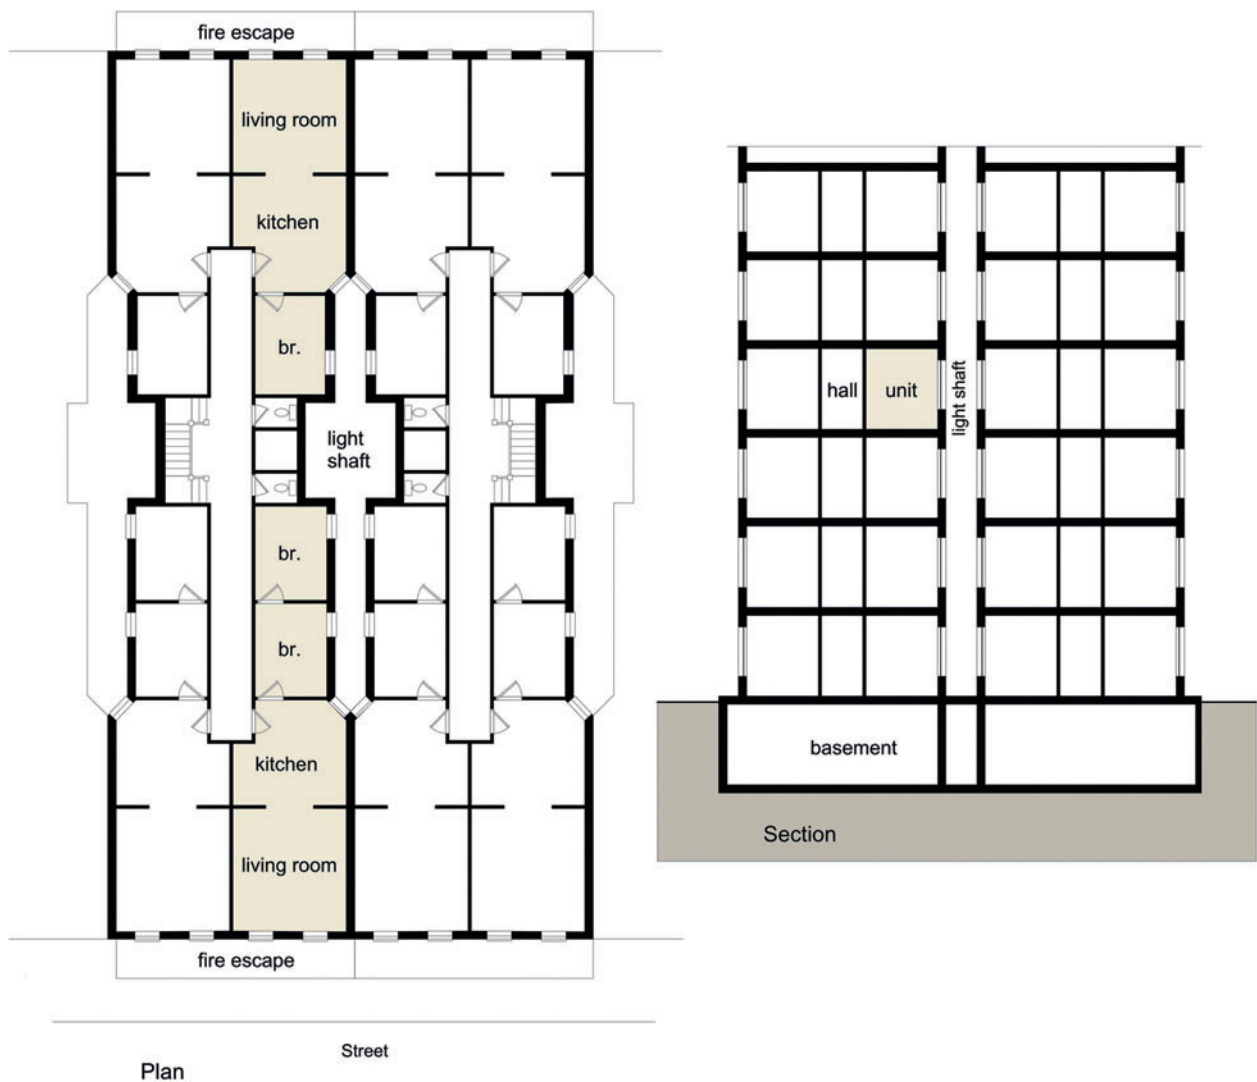 fire escape
living room
kitchen
br.
light
shaft
br.
br.
kitchen
living room
fire escape
Street
Plan
hall
unit
light shaft
basement
Section